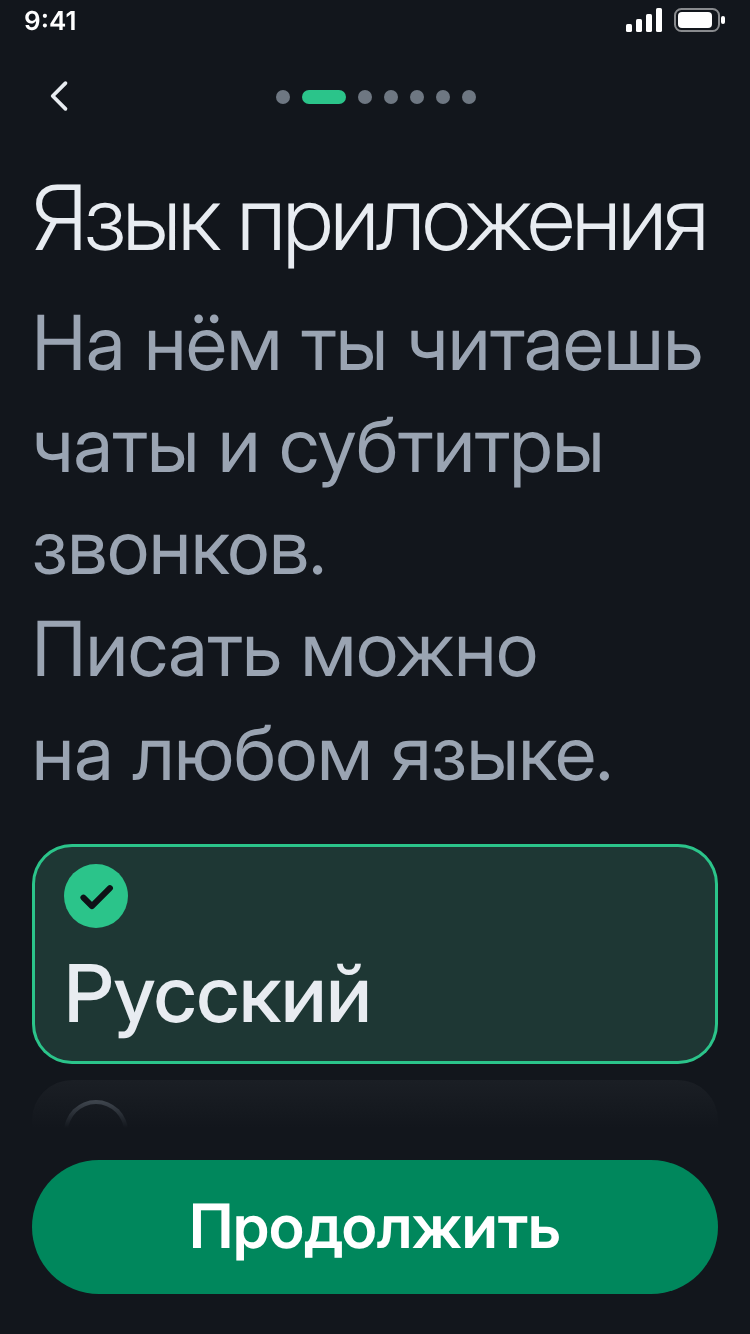 9:41
Язык приложения
На нём ты читаешь
чаты и субтитры
звонков.
Писать можно
на любом языке.
Русский
Продолжить